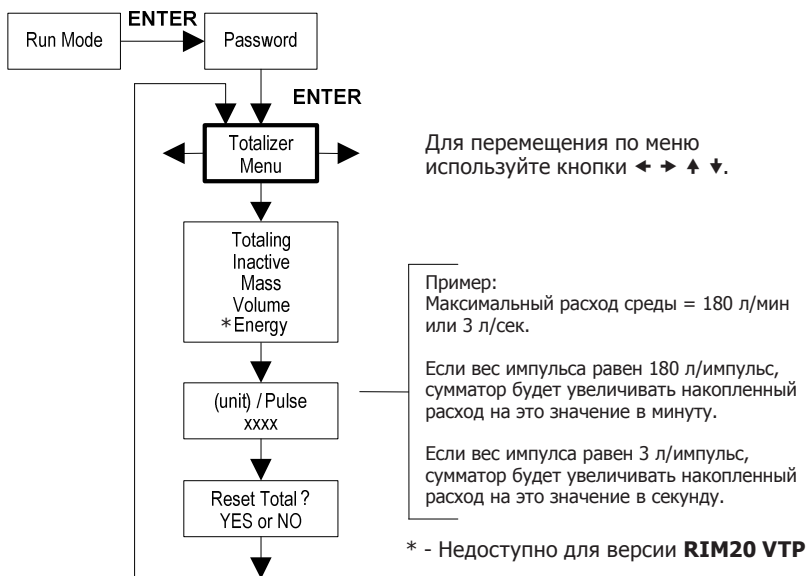 ENTER
Run Mode
Password
ENTER
Totalizer
Menu
Для перемещения по меню
используйте кнопки ← → ↑ ↓.
Totaling
Inactive
Mass
Volume
*Energy
(unit) / Pulse
xxxx
Reset Total?
YES or NO
Пример:
Максимальный расход среды = 180 л/мин
или 3 л/сек.
Если вес импульса равен 180 л/импульс,
сумматор будет увеличивать накопленный
расход на это значение в минуту.
Если вес импулса равен 3 л/импульс,
сумматор будет увеличивать накопленный
расход на это значение в секунду.
* - Недоступно для версии RIM20 VTP